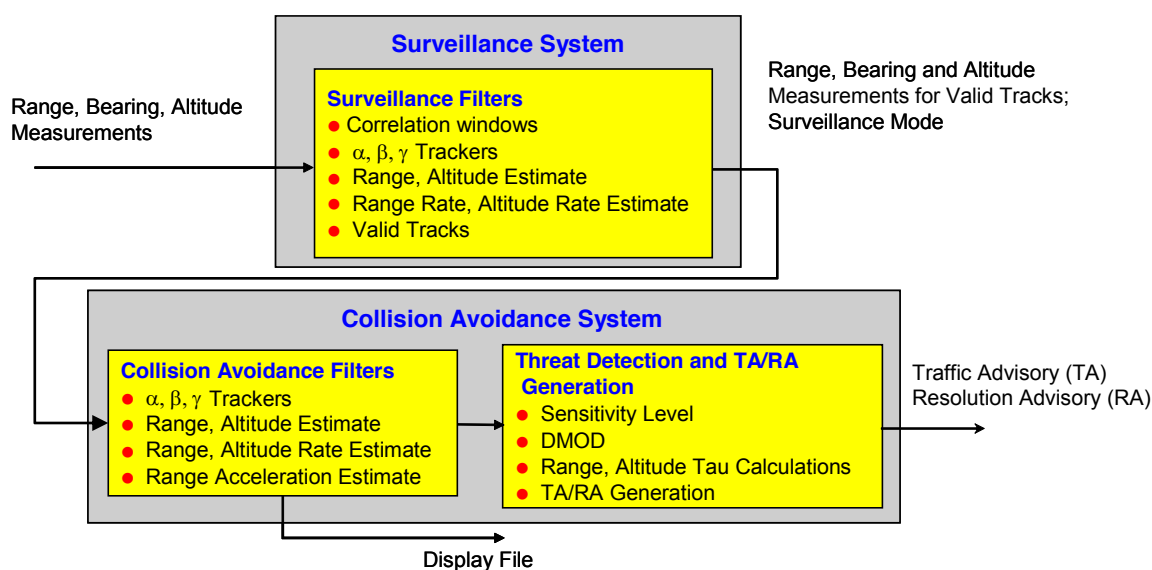 Surveillance System
Range, Bearing, Altitude
Measurements
Surveillance Filters
● Correlation windows
● α, β, γ Trackers
● Range, Altitude Estimate
● Range Rate, Altitude Rate Estimate
● Valid Tracks
Range, Bearing and Altitude
Measurements for Valid Tracks;
Surveillance Mode
Collision Avoidance System
Collision Avoidance Filters
● α, β, γ Trackers
● Range, Altitude Estimate
● Range, Altitude Rate Estimate
● Range Acceleration Estimate
Threat Detection and TA/RA
Generation
● Sensitivity Level
● DMOD
● Range, Altitude Tau Calculations
● TA/RA Generation
Traffic Advisory (TA)
Resolution Advisory (RA)
Display File